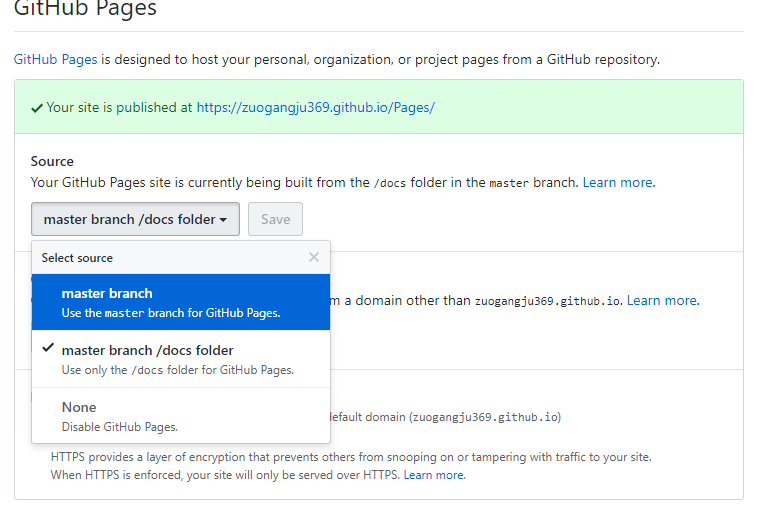 GitHub Pages
GitHub Pages is designed to host your personal, organization, or project pages from a GitHub repository.
Your site is published at https://zuogangju369.github.io/Pages/
Source
Your GitHub Pages site is currently being built from the /docs folder in the master branch. Learn more.
master branch /docs folder
Save
Select source
master branch
Use the master branch for GitHub Pages.
m a domain other than zuogangju369.github.io. Learn more.
master branch /docs folder
Use only the /docs folder for GitHub Pages.
None
Disable GitHub Pages.
default domain (zuogangju369.github.io)
HTTPS provides a layer of encryption that prevents others from snooping on or tampering with traffic to your site.
When HTTPS is enforced, your site will only be served over HTTPS. Learn more.